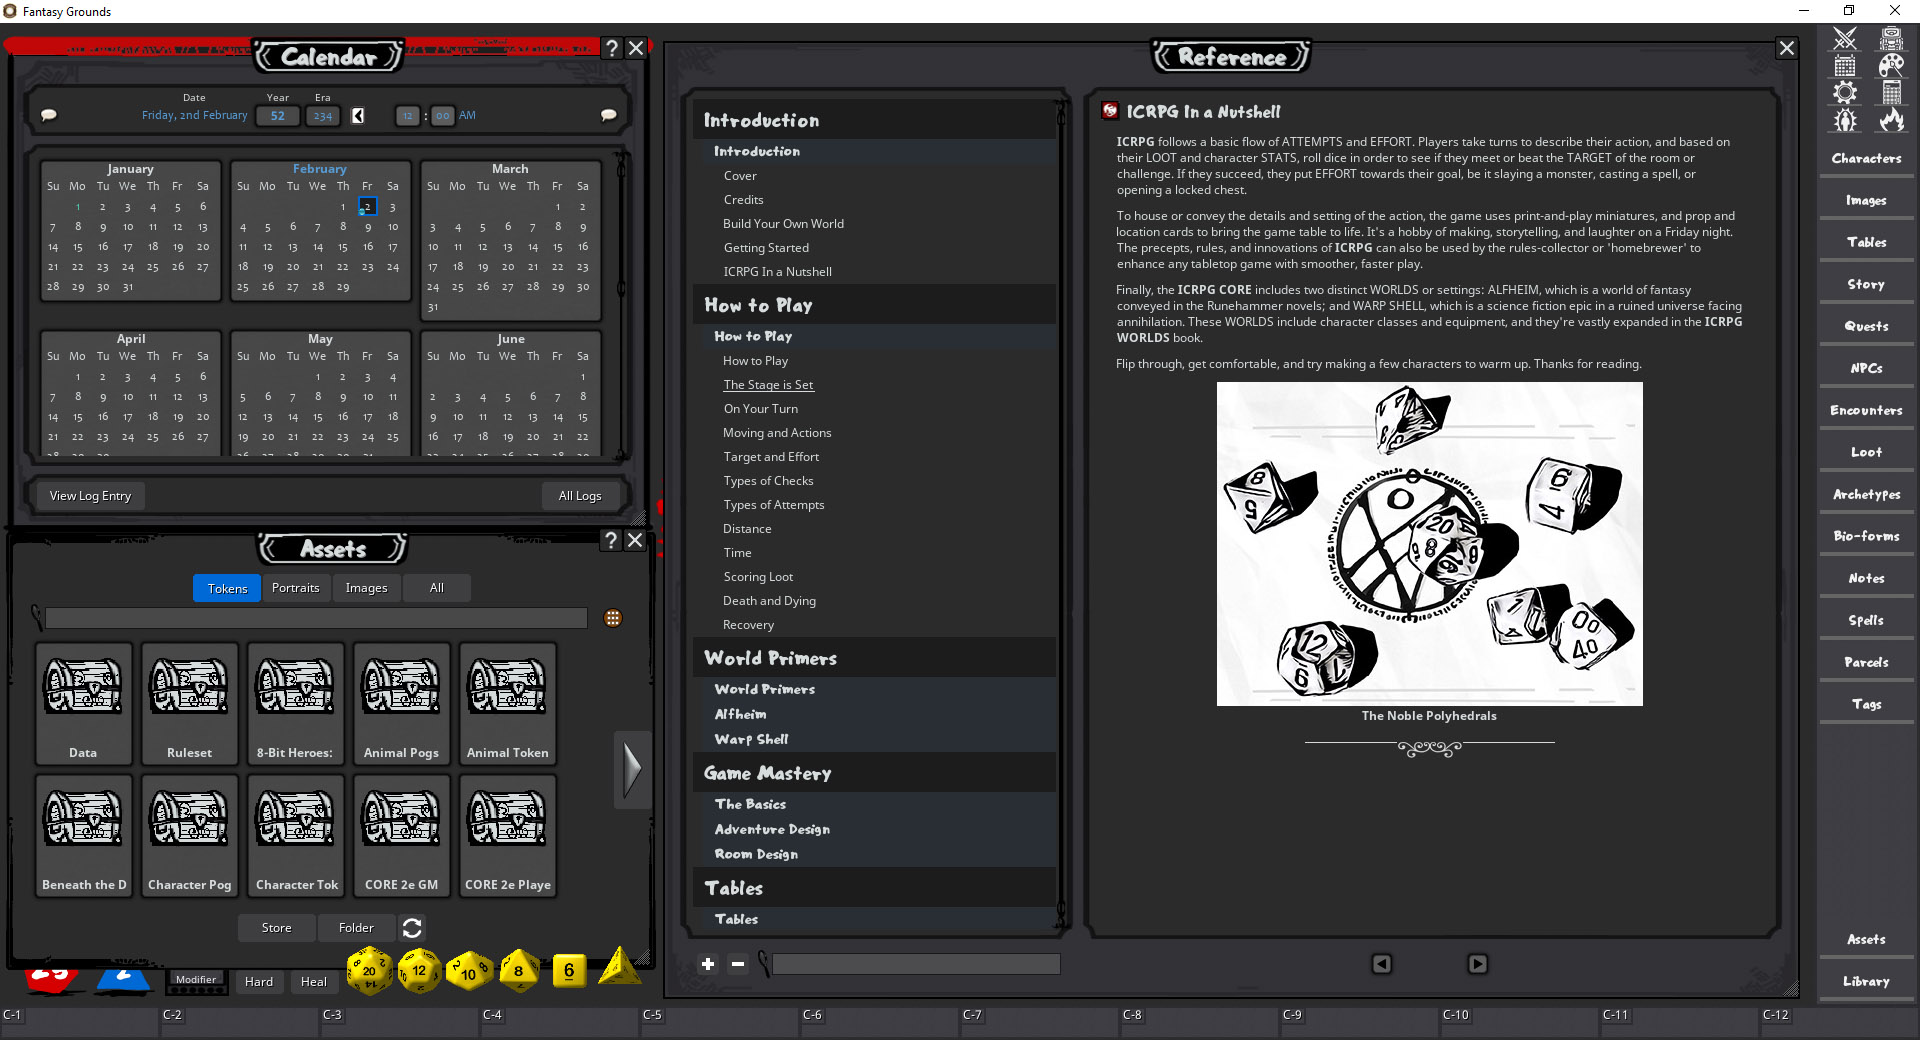 Fantasy Grounds
Calendar
?
Date Year Era
Friday, 2nd February 52 234 12 : 00 AM
January
Su Mo Tu We Th Fr Sa
1 2 3 4 5 6
7 8 9 10 11 12 13
14 15 16 17 18 19 20
21 22 23 24 25 26 27
28 29 30 31
February
Su Mo Tu We Th Fr Sa
1 2 3
4 5 6 7 8 9 10
11 12 13 14 15 16 17
18 19 20 21 22 23 24
25 26 27 28 29
March
Su Mo Tu We Th Fr Sa
1 2
3 4 5 6 7 8 9
10 11 12 13 14 15 16
17 18 19 20 21 22 23
24 25 26 27 28 29 30
31
April
Su Mo Tu We Th Fr Sa
1 2 3 4 5 6
7 8 9 10 11 12 13
14 15 16 17 18 19 20
21 22 23 24 25 26 27
May
Su Mo Tu We Th Fr Sa
1 2 3 4
5 6 7 8 9 10 11
12 13 14 15 16 17 18
19 20 21 22 23 24 25
June
Su Mo Tu We Th Fr Sa
1
2 3 4 5 6 7 8
9 10 11 12 13 14 15
16 17 18 19 20 21 22
View Log Entry
All Logs
Assets
?
Tokens Portraits Images All
Data Ruleset 8-Bit Heroes: Animal Pogs Animal Token
Beneath the D Character Pog Character Tok CORE 2e GM CORE 2e Playe
Store Folder
Modifier Hard Heal
20 12 10 8 6
Reference
Introduction
Introduction
Cover
Credits
Build Your Own World
Getting Started
ICRPG In a Nutshell
How to Play
How to Play
How to Play
The Stage is Set
On Your Turn
Moving and Actions
Target and Effort
Types of Checks
Types of Attempts
Distance
Time
Scoring Loot
Death and Dying
Recovery
World Primers
World Primers
Alfheim
Warp Shell
Game Mastery
The Basics
Adventure Design
Room Design
Tables
Tables
ICRPG In a Nutshell
ICRPG follows a basic flow of ATTEMPTS and EFFORT. Players take turns to describe their action, and based on
their LOOT and character STATS, roll dice in order to see if they meet or beat the TARGET of the room or
challenge. If they succeed, they put EFFORT towards their goal, be it slaying a monster, casting a spell, or
opening a locked chest.
To house or convey the details and setting of the action, the game uses print-and-play miniatures, and prop and
location cards to bring the game table to life. It's a hobby of making, storytelling, and laughter on a Friday night.
The precepts, rules, and innovations of ICRPG can also be used by the rules-collector or 'homebrewer' to
enhance any tabletop game with smoother, faster play.
Finally, the ICRPG CORE includes two distinct WORLDS or settings: ALFHEIM, which is a world of fantasy
conveyed in the Runehammer novels; and WARP SHELL, which is a science fiction epic in a ruined universe facing
annihilation. These WORLDS include character classes and equipment, and they're vastly expanded in the ICRPG
WORLDS book.
Flip through, get comfortable, and try making a few characters to warm up. Thanks for reading.
The Noble Polyhedrals
Characters
Images
Tables
Story
Quests
NPCs
Encounters
Loot
Archetypes
Bio-forms
Notes
Spells
Parcels
Tags
Assets
Library
C-1 C-2 C-3 C-4 C-5 C-6 C-7 C-8 C-9 C-10 C-11 C-12